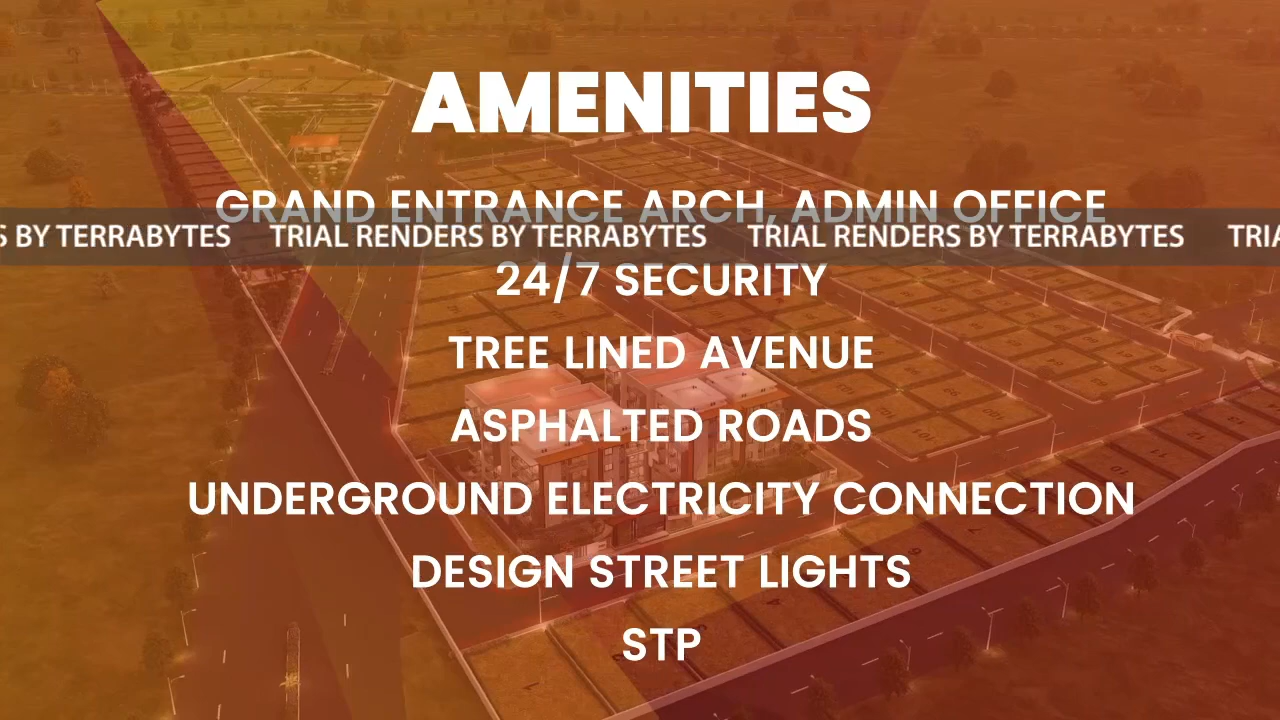 AMENITIES
GRAND ENTRANCE ARCH, ADMIN OFFICE
S BY TERRABYTES TRIAL RENDERS BY TERRABYTES TRIAL RENDERS BY TERRABYTES TRIA
24/7 SECURITY
TREE LINED AVENUE
ASPHALTED ROADS
UNDERGROUND ELECTRICITY CONNECTION
DESIGN STREET LIGHTS
STP